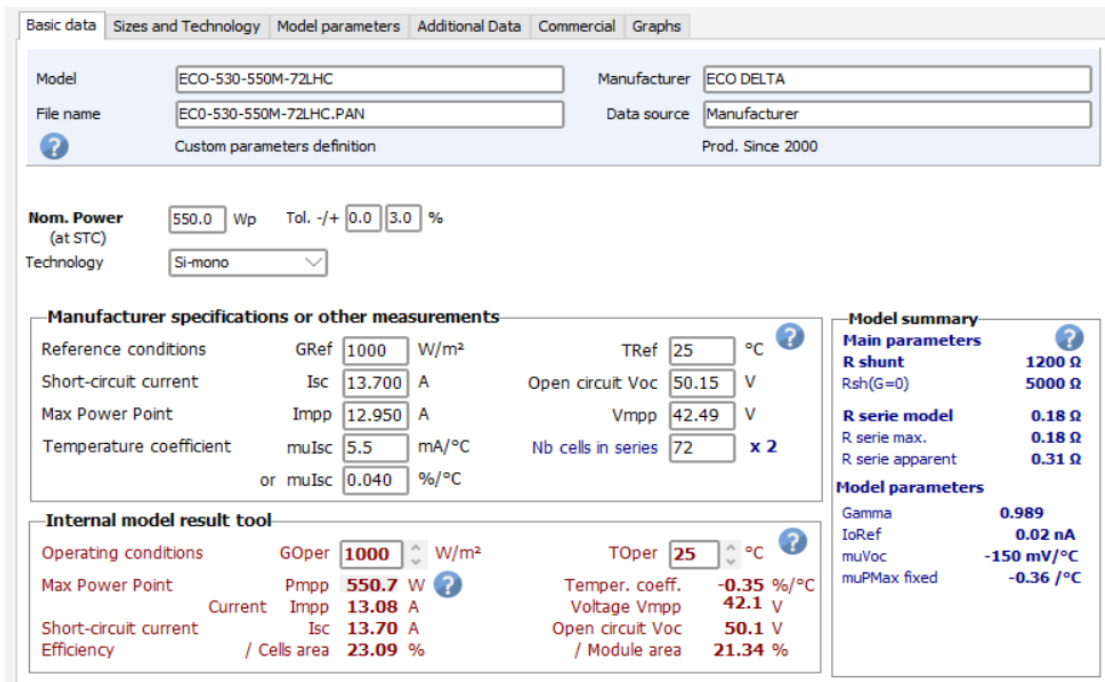 Basic data Sizes and Technology Model parameters Additional Data Commercial Graphs
Model ECO-530-550M-72LHC Manufacturer ECO DELTA
File name EC0-530-550M-72LHC.PAN Data source Manufacturer
? Custom parameters definition Prod. Since 2000
Nom. Power 550.0 Wp Tol. -/+ 0.0 3.0 %
(at STC)
Technology Si-mono
Manufacturer specifications or other measurements
?
Reference conditions GRef 1000 W/m² TRef 25 °C
Short-circuit current Isc 13.700 A Open circuit Voc 50.15 V
Max Power Point Impp 12.950 A Vmpp 42.49 V
Temperature coefficient muIsc 5.5 mA/°C Nb cells in series 72 x 2
or muIsc 0.040 %/°C
Internal model result tool
?
Operating conditions GOper 1000 W/m² TOper 25 °C
Max Power Point Pmpp 550.7 W ? Temper. coeff. -0.35 %/°C
Current Impp 13.08 A Voltage Vmpp 42.1 V
Short-circuit current Isc 13.70 A Open circuit Voc 50.1 V
Efficiency / Cells area 23.09 % / Module area 21.34 %
Model summary
Main parameters ?
R shunt 1200 Ω
Rsh(G=0) 5000 Ω
R serie model 0.18 Ω
R serie max. 0.18 Ω
R serie apparent 0.31 Ω
Model parameters
Gamma 0.989
IoRef 0.02 nA
muVoc -150 mV/°C
muPMax fixed -0.36 /°C